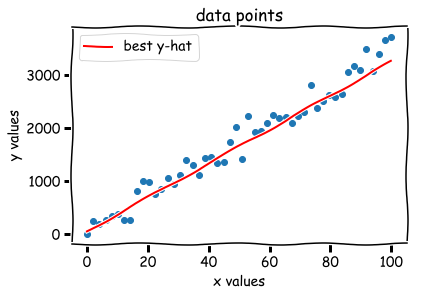 data points
best y-hat
y values
3000
2000
1000
0
0 20 40 60 80 100
x values